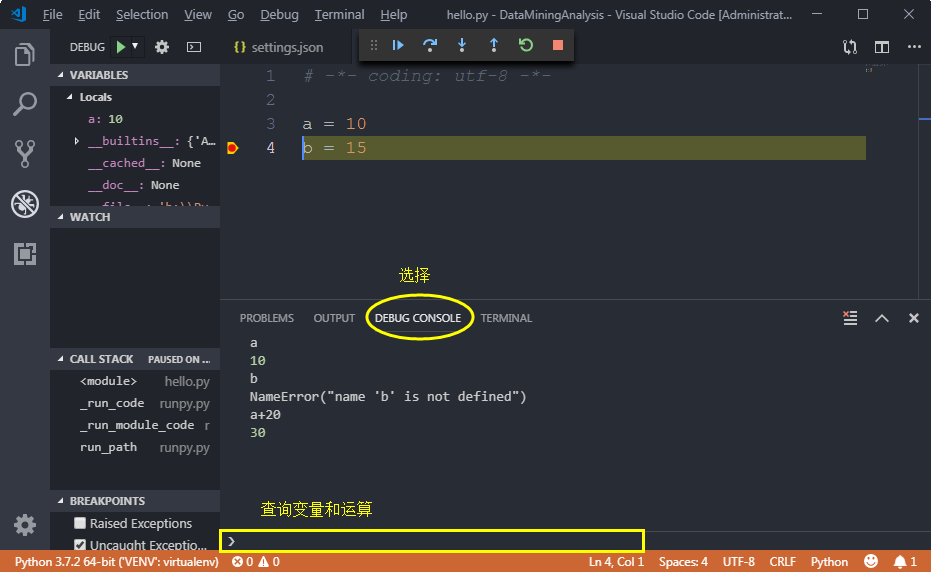 File Edit Selection View Go Debug Terminal Help hello.py - DataMiningAnalysis - Visual Studio Code [Administrat...
DEBUG
{} settings.json
VARIABLES
Locals
a: 10
__builtins__: {'A...
__cached__: None
__doc__: None
WATCH
CALL STACK PAUSED ON ...
<module> hello.py
_run_code runpy.py
_run_module_code r
run_path runpy.py
BREAKPOINTS
Raised Exceptions
Uncaught Exceptio...
1 # -*- coding: utf-8 -*-
2
3 a = 10
4 b = 15
选择
PROBLEMS OUTPUT DEBUG CONSOLE TERMINAL
a
10
b
NameError("name 'b' is not defined")
a+20
30
查询变量和运算
❯
Python 3.7.2 64-bit ('VENV': virtualenv) 0 0 Ln 4, Col 1 Spaces: 4 UTF-8 CRLF Python 1